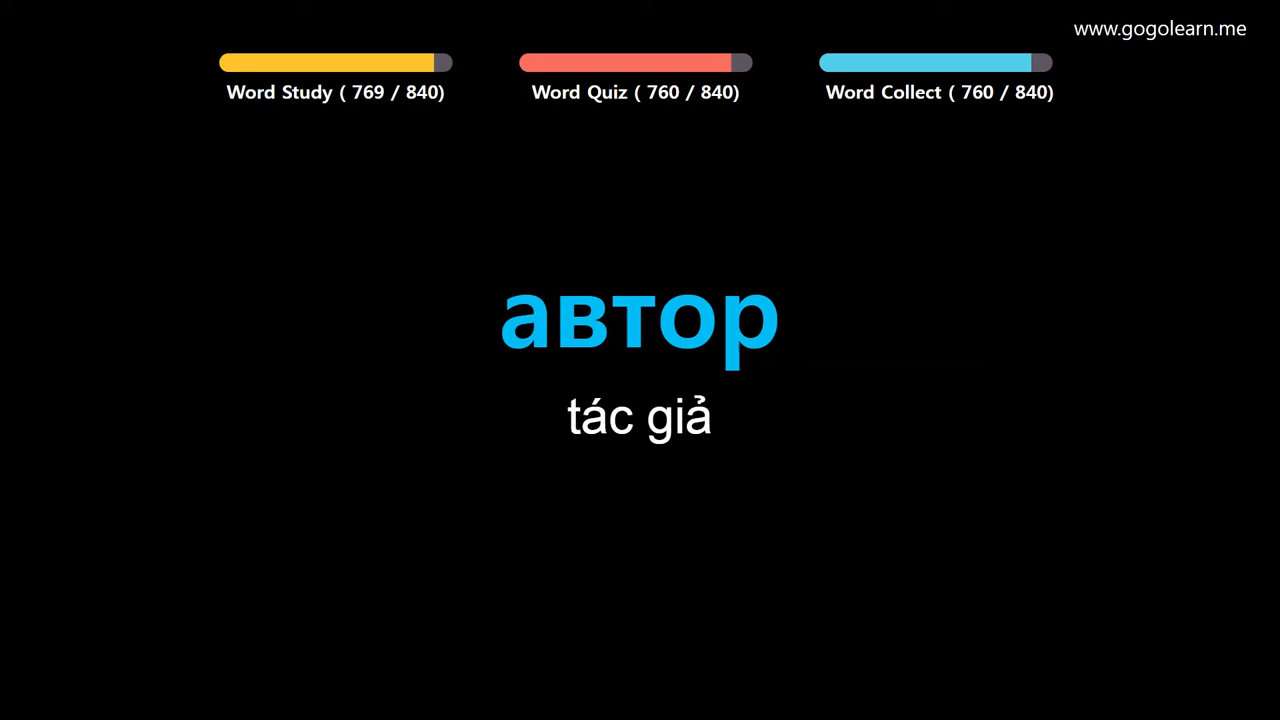 www.gogolearn.me
Word Study ( 769 / 840)
Word Quiz ( 760 / 840)
Word Collect ( 760 / 840)
автор
tác giả